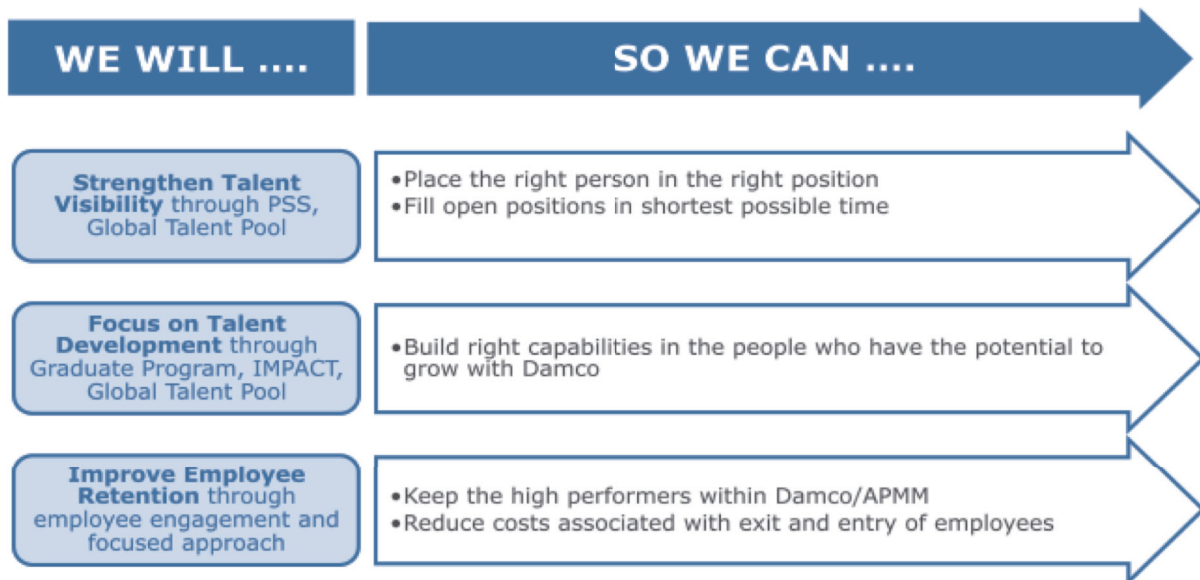 WE WILL ....
SO WE CAN ....
Strengthen Talent
Visibility through PSS,
Global Talent Pool
•Place the right person in the right position
•Fill open positions in shortest possible time
Focus on Talent
Development through
Graduate Program, IMPACT,
Global Talent Pool
•Build right capabilities in the people who have the potential to
grow with Damco
Improve Employee
Retention through
employee engagement and
focused approach
•Keep the high performers within Damco/APMM
•Reduce costs associated with exit and entry of employees